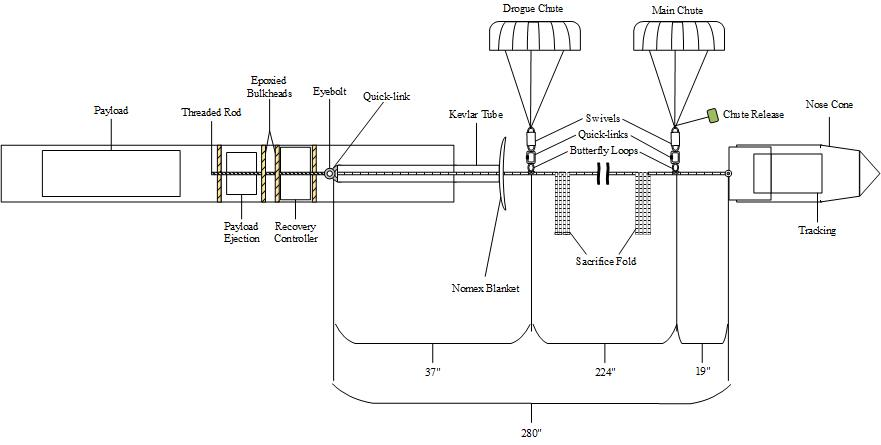 Drogue Chute
Main Chute
Epoxied
Bulkheads
Eyebolt
Quick-link
Payload
Threaded Rod
Kevlar Tube
Swivels
Quick-links
Butterfly Loops
Chute Release
Nose Cone
Payload
Ejection
Recovery
Controller
Tracking
Sacrifice Fold
Nomex Blanket
37"
224"
19"
280"